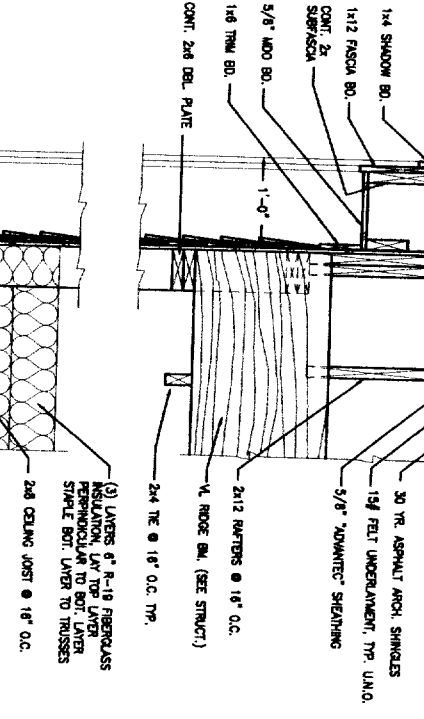 1x4 SHADOW BD.
1x12 FASCIA BD.
CONT. 2x
SUBFASCIA
5/8" MDO BD.
1x6 TRIM BD.
CONT. 2x6 DBL. PLATE
1'-0"
30 YR. ASPHALT ARCH. SHINGLES
15# FELT UNDERLAYMENT, TYP. U.N.O.
5/8" "ADVANTEC" SHEATHING
2x12 RAFTERS @ 16" O.C.
VL RIDGE BM. (SEE STRUCT.)
2x4 TIE @ 16" O.C. TYP.
(3) LAYERS 6" R-19 FIBERGLASS
INSULATION, LAY TOP LAYER
PERPINDICULAR TO BOT. LAYER
STAPLE BOT. LAYER TO TRUSSES
2x8 CEILING JOIST @ 16" O.C.